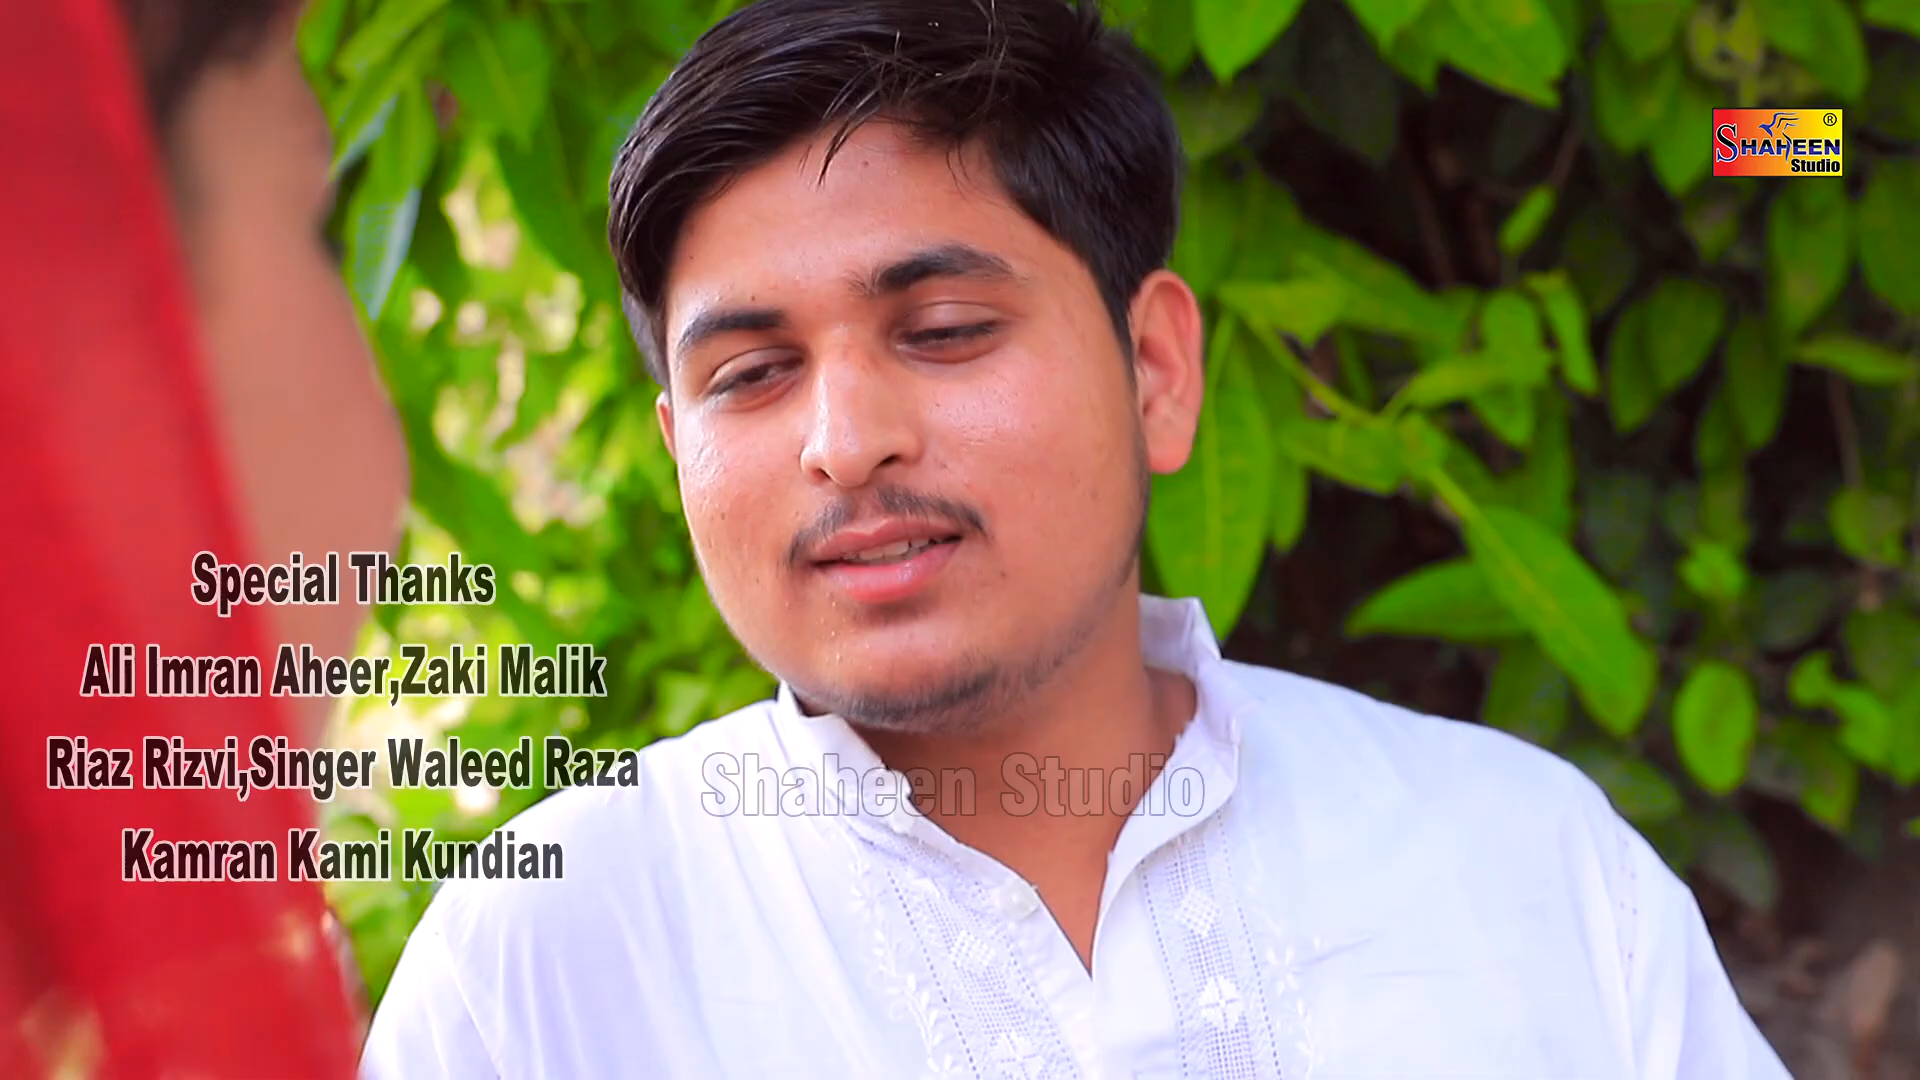 SHAHEEN ®
Studio
Special Thanks
Ali Imran Aheer,Zaki Malik
Riaz Rizvi,Singer Waleed Raza
Kamran Kami Kundian
Shaheen Studio